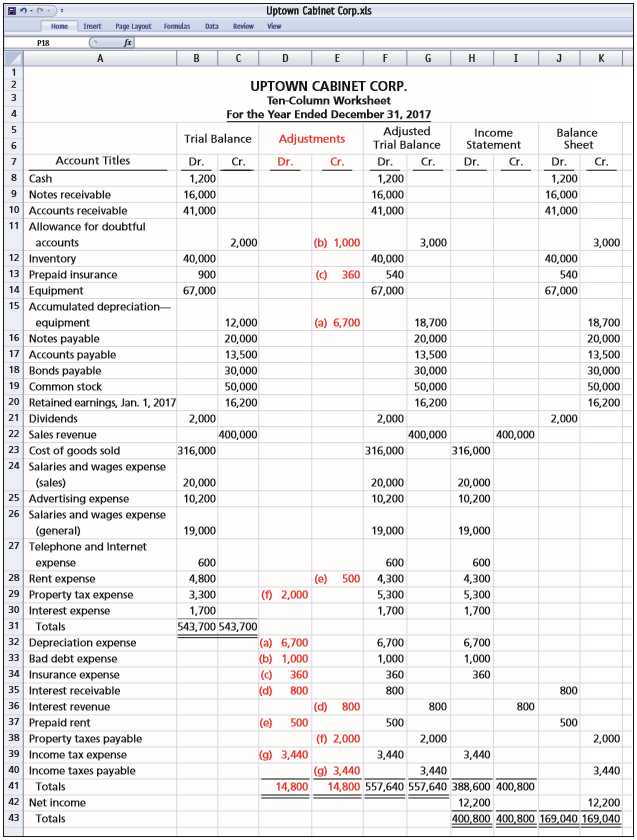 Uptown Cabinet Corp.xls
Home Insert Page Layout Formulas Data Review View
P18 fx
A B C D E F G H I J K
1
2 UPTOWN CABINET CORP.
3 Ten-Column Worksheet
4 For the Year Ended December 31, 2017
5 Trial Balance Adjustments Adjusted Income Balance
6 Trial Balance Statement Sheet
7 Account Titles Dr. Cr. Dr. Cr. Dr. Cr. Dr. Cr. Dr. Cr.
8 Cash 1,200 1,200 1,200
9 Notes receivable 16,000 16,000 16,000
10 Accounts receivable 41,000 41,000 41,000
11 Allowance for doubtful
accounts 2,000 (b) 1,000 3,000 3,000
12 Inventory 40,000 40,000 40,000
13 Prepaid insurance 900 (c) 360 540 540
14 Equipment 67,000 67,000 67,000
15 Accumulated depreciation—
equipment 12,000 (a) 6,700 18,700 18,700
16 Notes payable 20,000 20,000 20,000
17 Accounts payable 13,500 13,500 13,500
18 Bonds payable 30,000 30,000 30,000
19 Common stock 50,000 50,000 50,000
20 Retained earnings, Jan. 1, 2017 16,200 16,200 16,200
21 Dividends 2,000 2,000 2,000
22 Sales revenue 400,000 400,000 400,000
23 Cost of goods sold 316,000 316,000 316,000
24 Salaries and wages expense
(sales) 20,000 20,000 20,000
25 Advertising expense 10,200 10,200 10,200
26 Salaries and wages expense
(general) 19,000 19,000 19,000
27 Telephone and Internet
expense 600 600 600
28 Rent expense 4,800 (e) 500 4,300 4,300
29 Property tax expense 3,300 (f) 2,000 5,300 5,300
30 Interest expense 1,700 1,700 1,700
31 Totals 543,700 543,700
32 Depreciation expense (a) 6,700 6,700 6,700
33 Bad debt expense (b) 1,000 1,000 1,000
34 Insurance expense (c) 360 360 360
35 Interest receivable (d) 800 800 800
36 Interest revenue (d) 800 800 800
37 Prepaid rent (e) 500 500 500
38 Property taxes payable (f) 2,000 2,000 2,000
39 Income tax expense (g) 3,440 3,440 3,440
40 Income taxes payable (g) 3,440 3,440 3,440
41 Totals 14,800 14,800 557,640 557,640 388,600 400,800
42 Net income 12,200 12,200
43 Totals 400,800 400,800 169,040 169,040